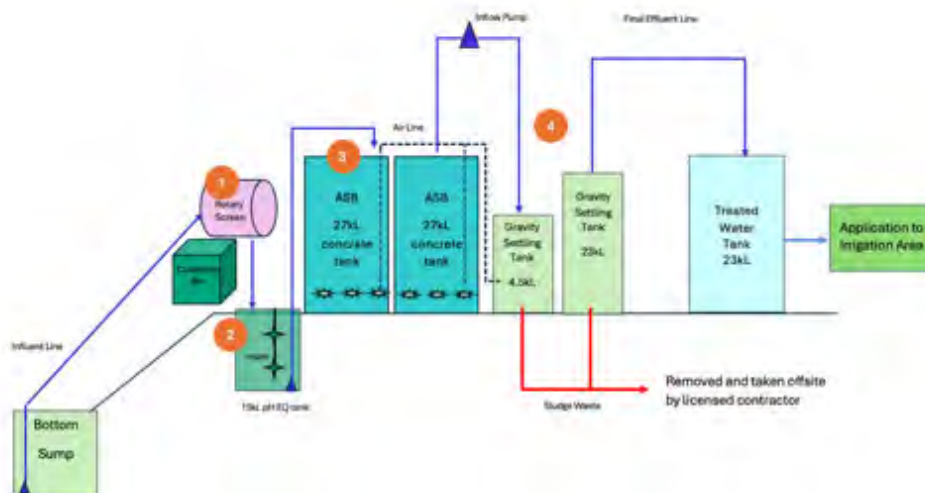 Inflow Pump
Final Effluent Line
Air Line
4
3
1
Rotary
Screen
ASB
27kL
concrete
tank
ASB
27kL
concrete
tank
Gravity
Settling
Tank
4.5kL
Gravity
Settling
Tank
23kL
Treated
Water
Tank
23kL
Application to
Irrigation Area
Bin
2
Influent Line
pH EQ tank
Bottom
Sump
Sludge Waste
Removed and taken offsite
by licensed contractor